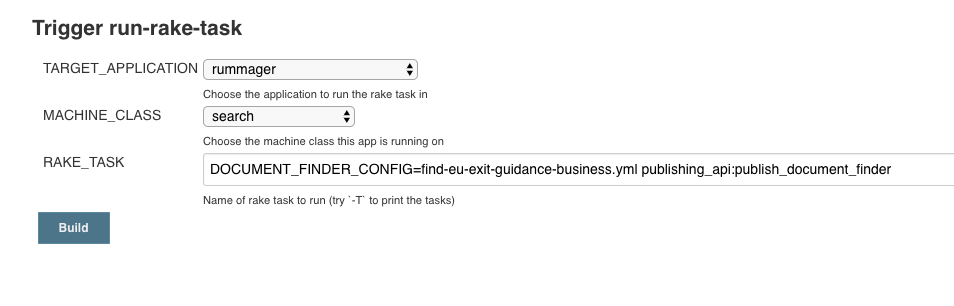 Trigger run-rake-task
TARGET_APPLICATION rummager
Choose the application to run the rake task in
MACHINE_CLASS search
Choose the machine class this app is running on
RAKE_TASK DOCUMENT_FINDER_CONFIG=find-eu-exit-guidance-business.yml publishing_api:publish_document_finder
Name of rake task to run (try `-T` to print the tasks)
Build